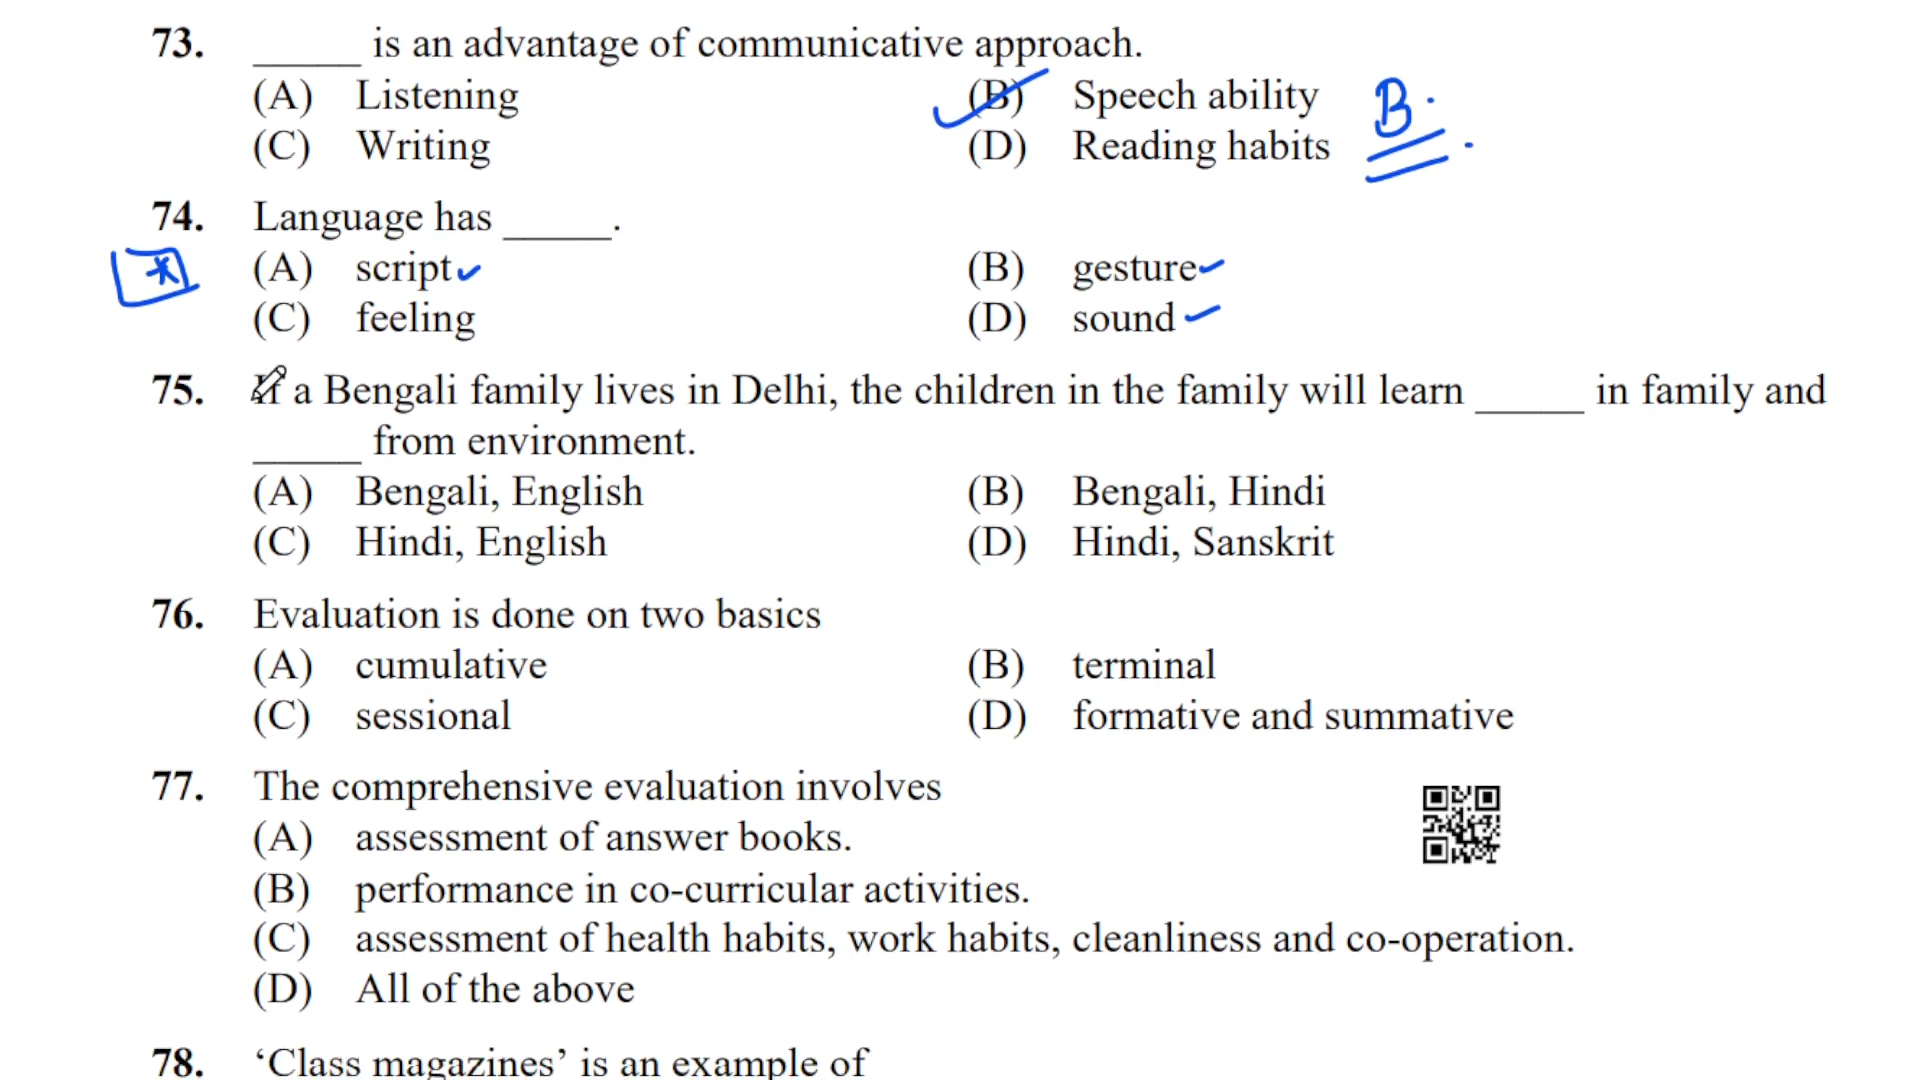 73. _____ is an advantage of communicative approach.
(A) Listening (B) Speech ability B.
(C) Writing (D) Reading habits
74. Language has _____.
* (A) script (B) gesture
(C) feeling (D) sound
75. If a Bengali family lives in Delhi, the children in the family will learn _____ in family and
_____ from environment.
(A) Bengali, English (B) Bengali, Hindi
(C) Hindi, English (D) Hindi, Sanskrit
76. Evaluation is done on two basics
(A) cumulative (B) terminal
(C) sessional (D) formative and summative
77. The comprehensive evaluation involves
(A) assessment of answer books.
(B) performance in co-curricular activities.
(C) assessment of health habits, work habits, cleanliness and co-operation.
(D) All of the above
78. ‘Class magazines’ is an example of